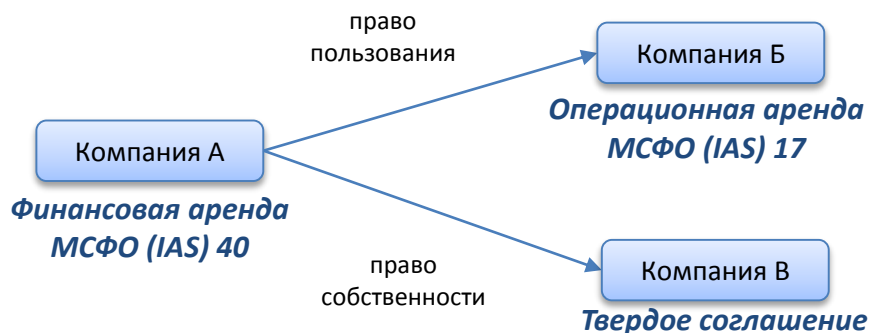 право
пользования
Компания Б
Операционная аренда
МСФО (IAS) 17
Компания А
Финансовая аренда
МСФО (IAS) 40
право
собственности
Компания В
Твердое соглашение